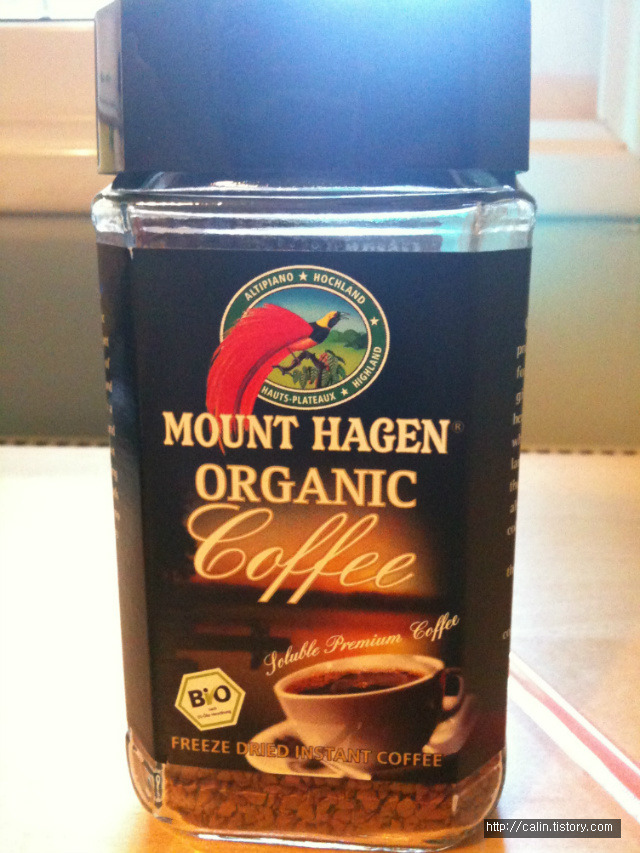 ALTIPIANO ★ HOCHLAND ★
HAUTS-PLATEAUX ★ HIGHLAND
MOUNT HAGEN®
ORGANIC
Coffee
Soluble Premium Coffee
BIO
FREEZE DRIED INSTANT COFFEE
http://calin.tistory.com